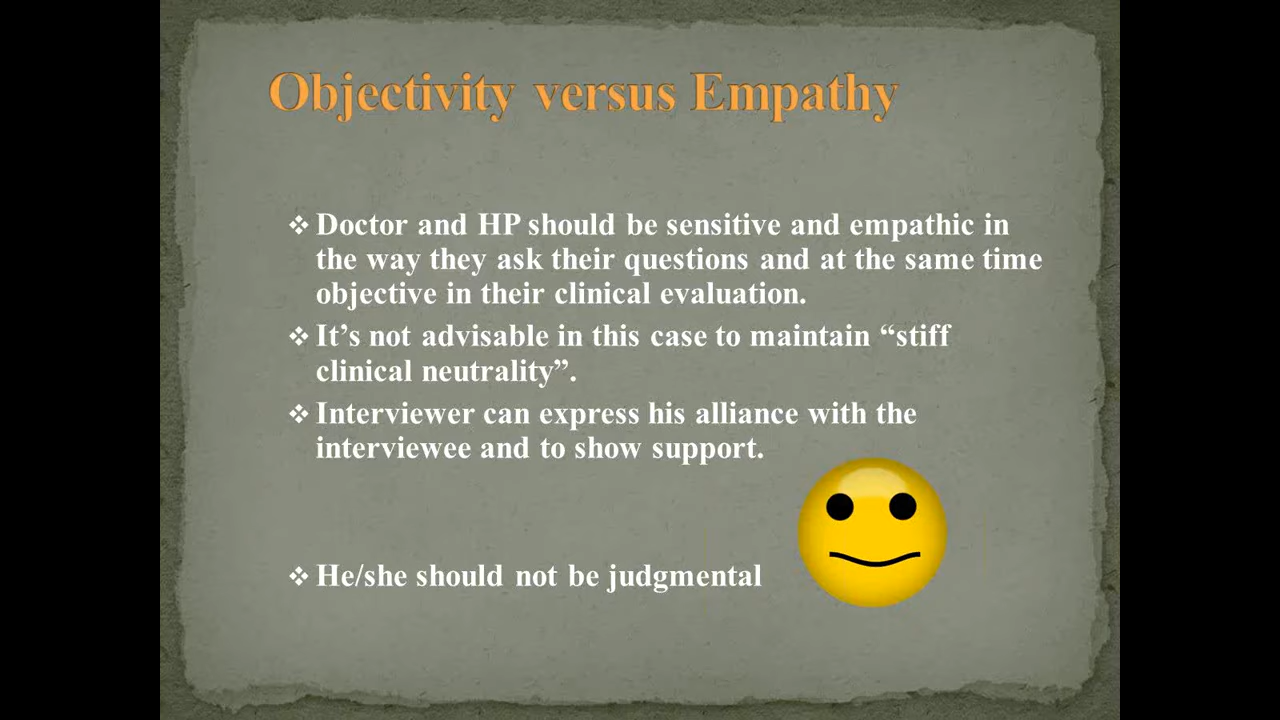 Objectivity versus Empathy
❖ Doctor and HP should be sensitive and empathic in
the way they ask their questions and at the same time
objective in their clinical evaluation.
❖ It’s not advisable in this case to maintain “stiff
clinical neutrality”.
❖ Interviewer can express his alliance with the
interviewee and to show support.
❖ He/she should not be judgmental